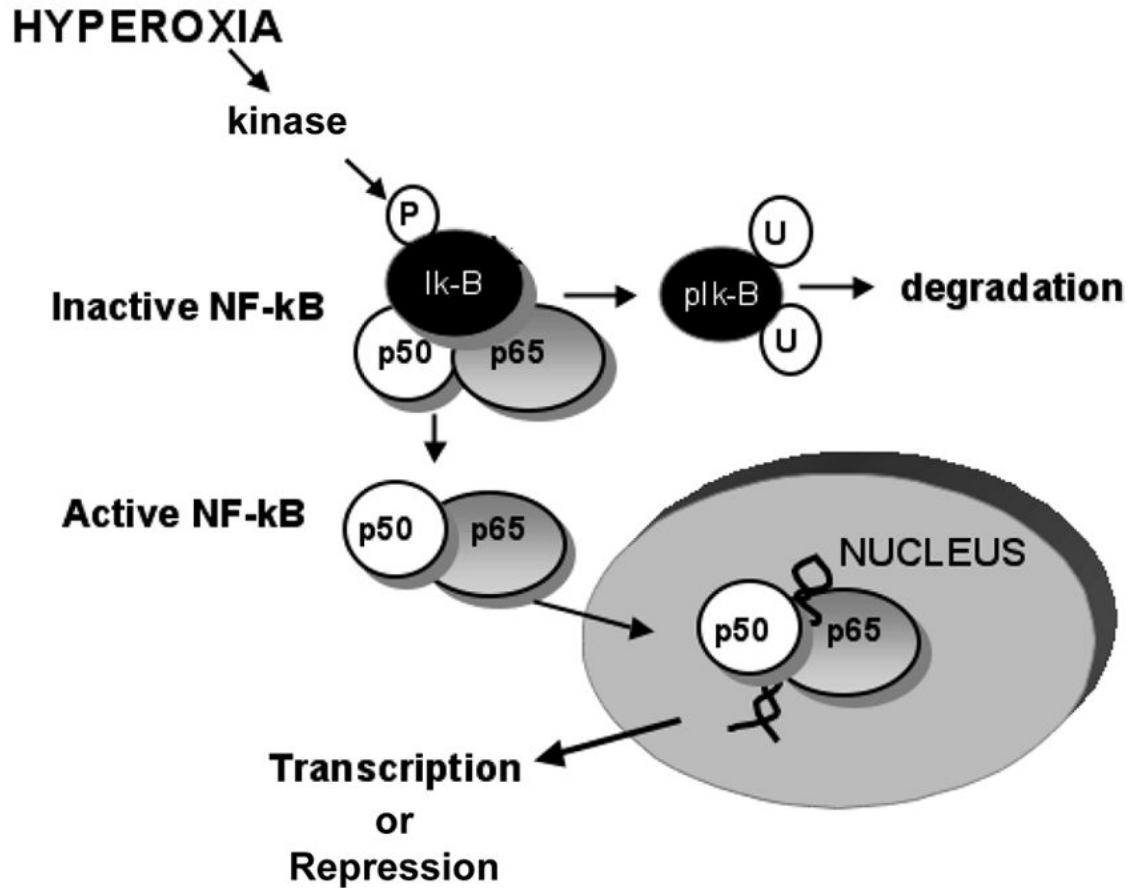 HYPEROXIA
kinase
P
Ik-B
Inactive NF-kB
p50
p65
U
pIk-B
U
degradation
Active NF-kB
p50
p65
NUCLEUS
p50
p65
Transcription
or
Repression